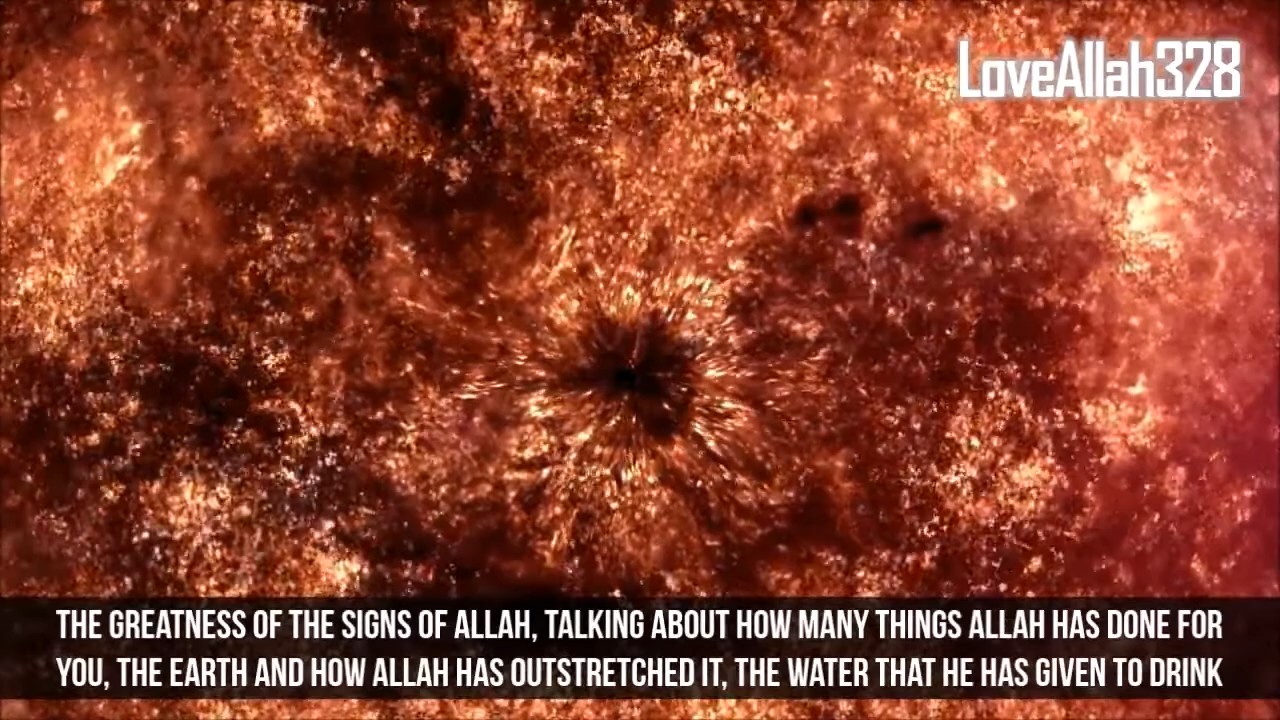 LoveAllah328
THE GREATNESS OF THE SIGNS OF ALLAH, TALKING ABOUT HOW MANY THINGS ALLAH HAS DONE FOR
YOU, THE EARTH AND HOW ALLAH HAS OUTSTRETCHED IT, THE WATER THAT HE HAS GIVEN TO DRINK